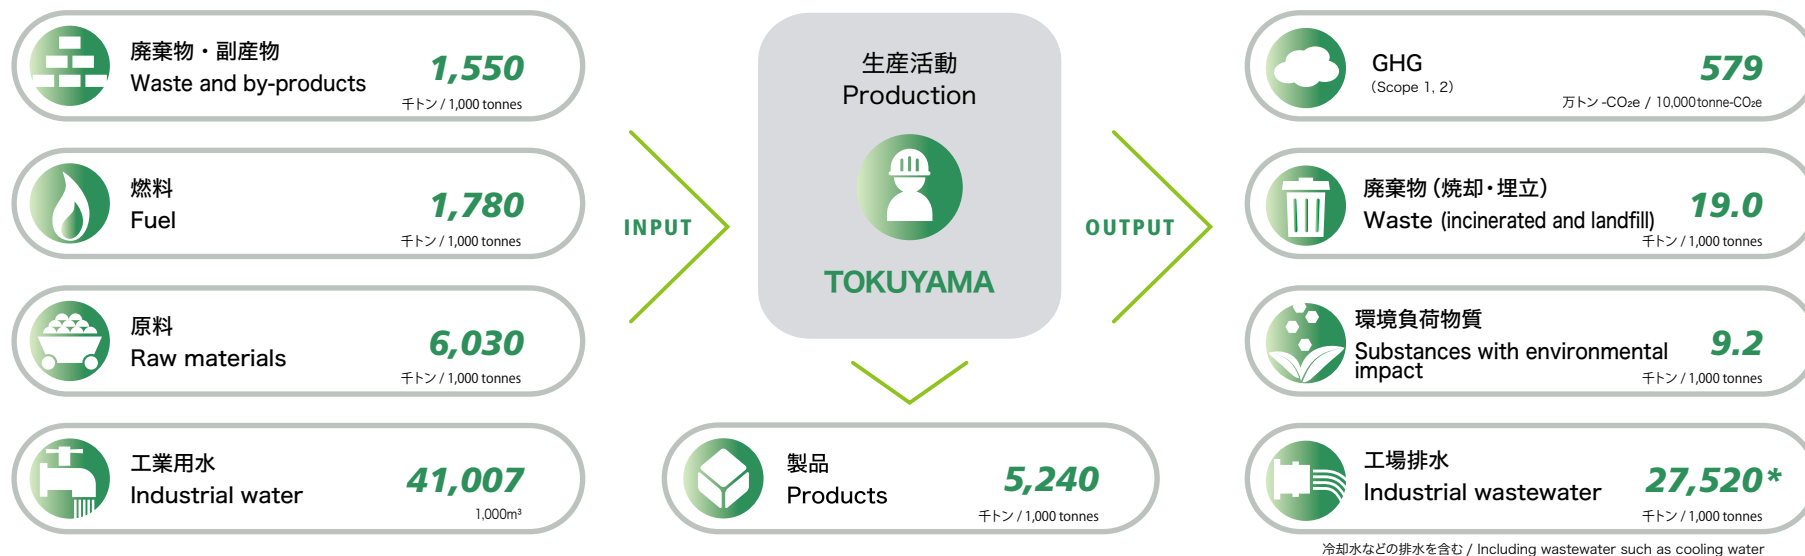 廃棄物・副産物
Waste and by-products
1,550
千トン / 1,000 tonnes
燃料
Fuel
1,780
千トン / 1,000 tonnes
原料
Raw materials
6,030
千トン / 1,000 tonnes
工業用水
Industrial water
41,007
1,000m³
INPUT
生産活動
Production
TOKUYAMA
製品
Products
5,240
千トン / 1,000 tonnes
OUTPUT
GHG
（Scope 1, 2）
579
万トン -CO₂e / 10,000tonne-CO₂e
廃棄物（焼却・埋立）
Waste (incinerated and landfill)
19.0
千トン / 1,000 tonnes
環境負荷物質
Substances with environmental
impact
9.2
千トン / 1,000 tonnes
工場排水
Industrial wastewater
27,520*
千トン / 1,000 tonnes
冷却水などの排水を含む / Including wastewater such as cooling water